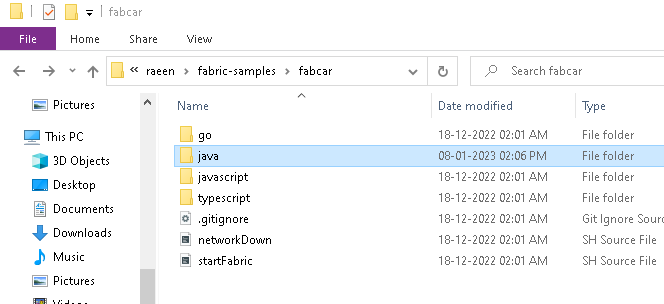 fabcar
File Home Share View
« raeen > fabric-samples > fabcar
Search fabcar
Name Date modified Type
Pictures
This PC
3D Objects
Desktop
Documents
Downloads
Music
Pictures
go 18-12-2022 02:01 AM File folder
java 08-01-2023 02:06 PM File folder
javascript 18-12-2022 02:01 AM File folder
typescript 18-12-2022 02:01 AM File folder
.gitignore 18-12-2022 02:01 AM Git Ignore Sourc
networkDown 18-12-2022 02:01 AM SH Source File
startFabric 18-12-2022 02:01 AM SH Source File